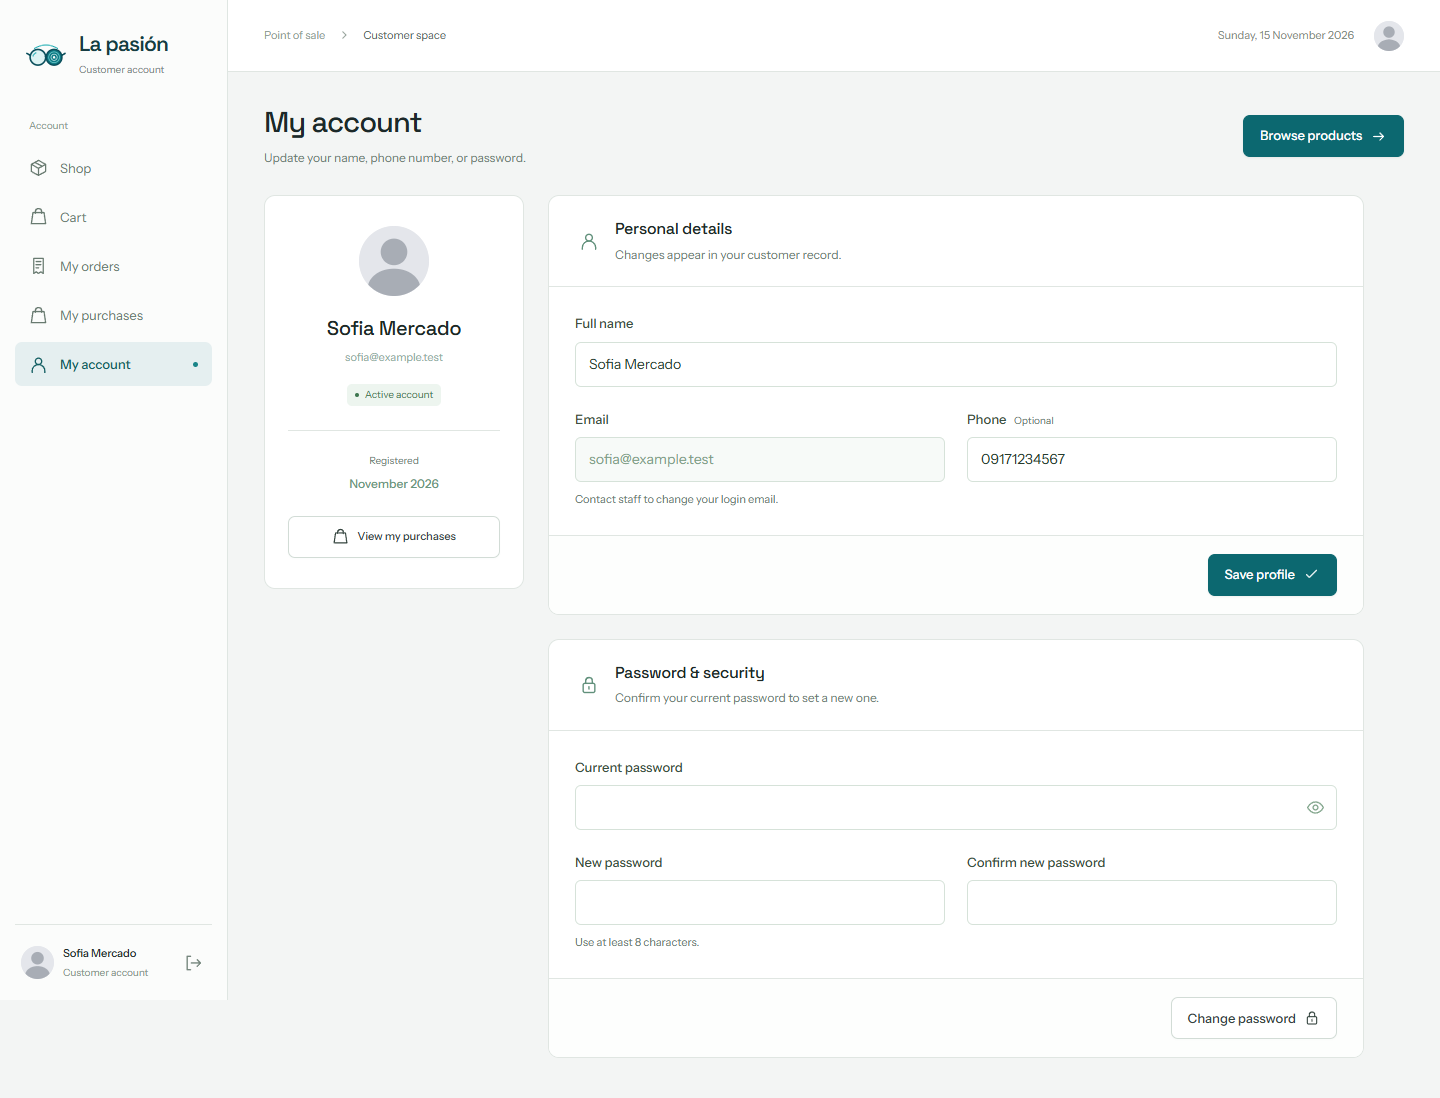 La pasión
Customer account
Account
Shop
Cart
My orders
My purchases
My account
Sofia Mercado
Customer account
Point of sale
Customer space
Sunday, 15 November 2026
My account
Update your name, phone number, or password.
Browse products
Sofia Mercado
sofia@example.test
Active account
Registered
November 2026
View my purchases
Personal details
Changes appear in your customer record.
Full name
Sofia Mercado
Email
Phone Optional
sofia@example.test
09171234567
Contact staff to change your login email.
Save profile
Password & security
Confirm your current password to set a new one.
Current password
New password
Confirm new password
Use at least 8 characters.
Change password